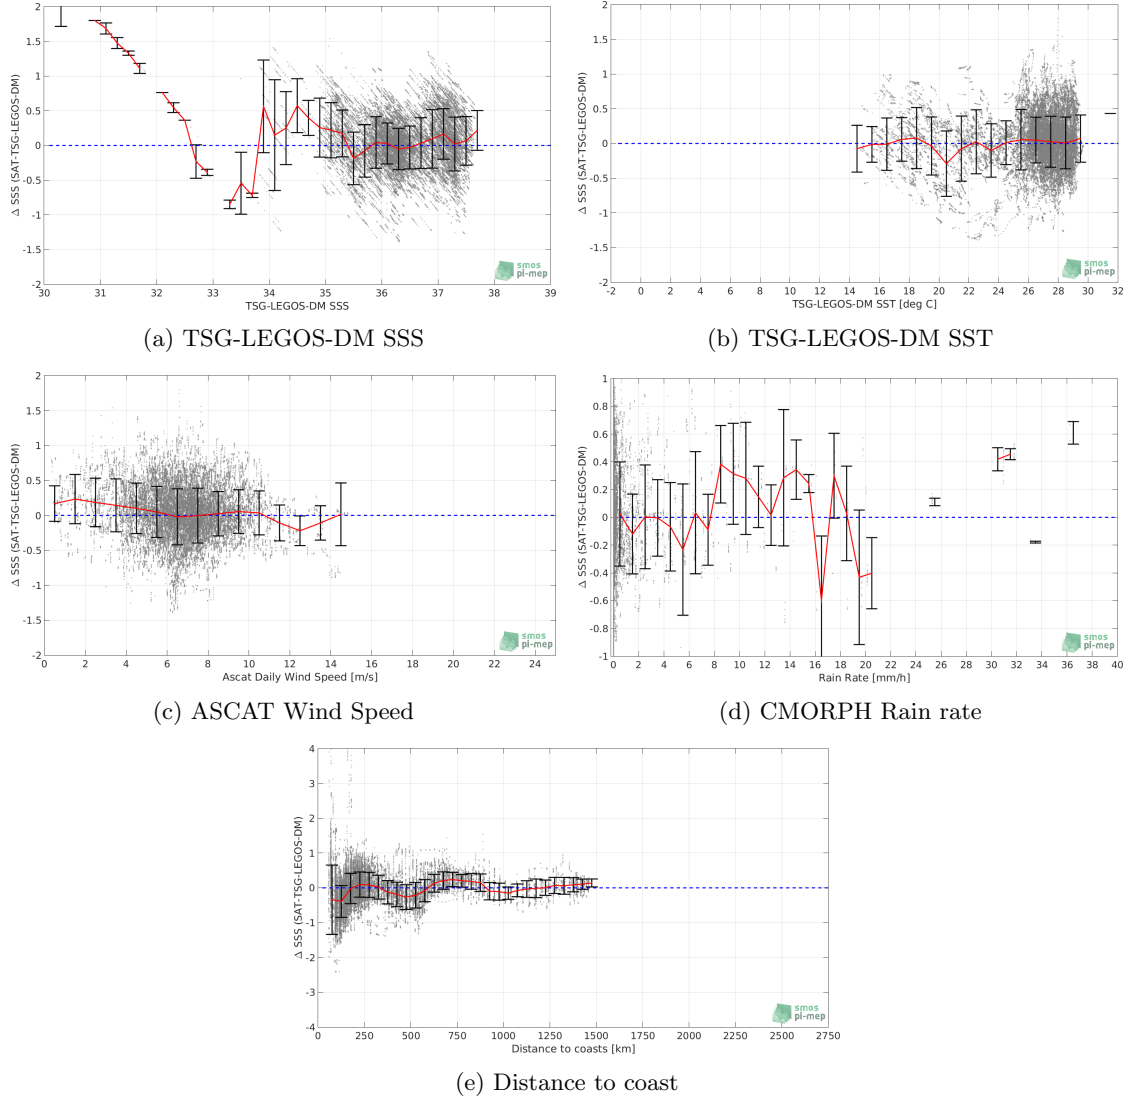 2
1.5
1
0.5
0
-0.5
-1
-1.5
-2
Δ SSS (SAT-TSG-LEGOS-DM)
30 31 32 33 34 35 36 37 38 39
TSG-LEGOS-DM SSS
smos
pi-mep
(a) TSG-LEGOS-DM SSS
2
1.5
1
0.5
0
-0.5
-1
-1.5
-2
Δ SSS (SAT-TSG-LEGOS-DM)
-2 0 2 4 6 8 10 12 14 16 18 20 22 24 26 28 30 32
TSG-LEGOS-DM SST [deg C]
smos
pi-mep
(b) TSG-LEGOS-DM SST
2
1.5
1
0.5
0
-0.5
-1
-1.5
-2
Δ SSS (SAT-TSG-LEGOS-DM)
0 2 4 6 8 10 12 14 16 18 20 22 24
Ascat Daily Wind Speed [m/s]
smos
pi-mep
(c) ASCAT Wind Speed
1
0.8
0.6
0.4
0.2
0
-0.2
-0.4
-0.6
-0.8
-1
Δ SSS (SAT-TSG-LEGOS-DM)
0 2 4 6 8 10 12 14 16 18 20 22 24 26 28 30 32 34 36 38 40
Rain Rate [mm/h]
smos
pi-mep
(d) CMORPH Rain rate
4
3
2
1
0
-1
-2
-3
-4
Δ SSS (SAT-TSG-LEGOS-DM)
0 250 500 750 1000 1250 1500 1750 2000 2250 2500 2750
Distance to coasts [km]
smos
pi-mep
(e) Distance to coast